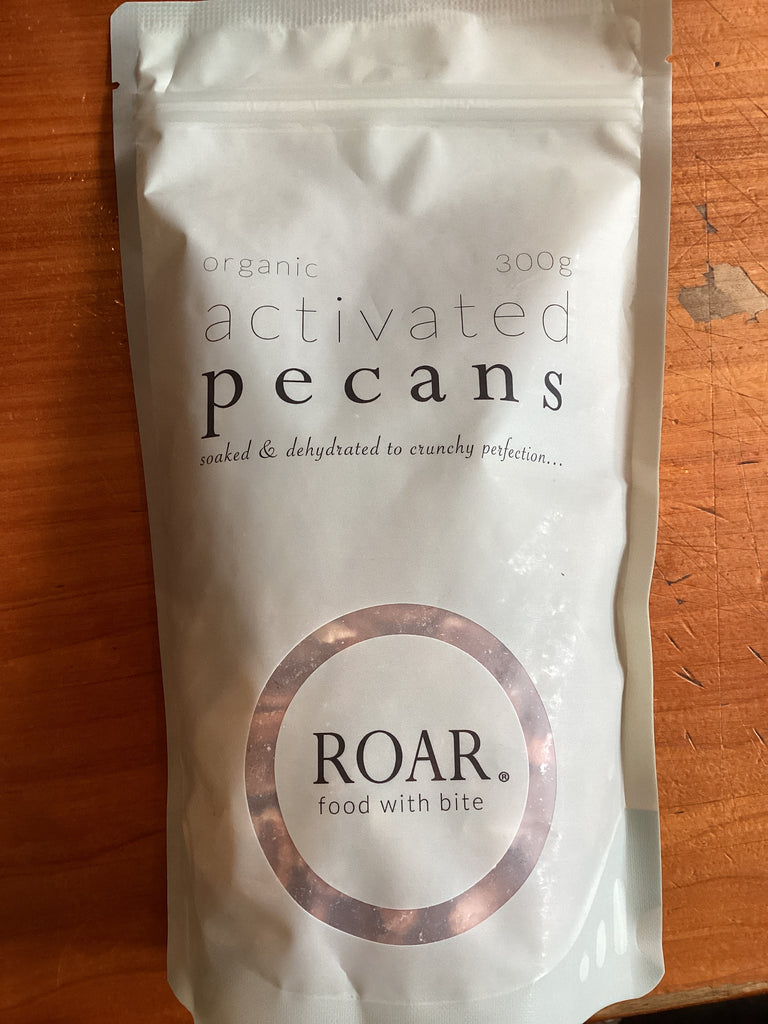 organic 300g
activated
pecans
soaked & dehydrated to crunchy perfection...
ROAR®
food with bite